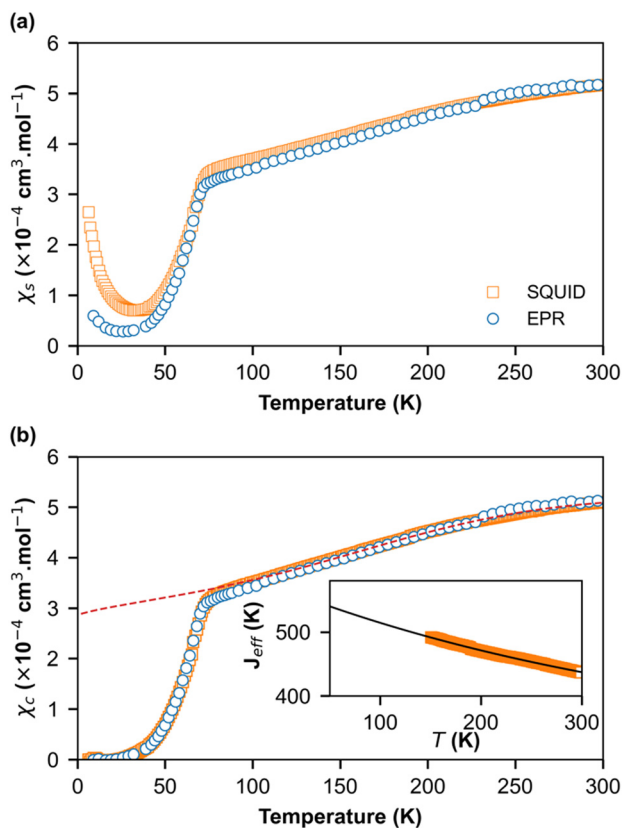 (a)
χₛ (×10⁻⁴ cm³.mol⁻¹)
6
5
4
3
2
1
0
SQUID
EPR
0 50 100 150 200 250 300
Temperature (K)
(b)
χ꜀ (×10⁻⁴ cm³.mol⁻¹)
6
5
4
3
2
1
0
J_eff (K)
500
400
100 200 300
T (K)
0 50 100 150 200 250 300
Temperature (K)